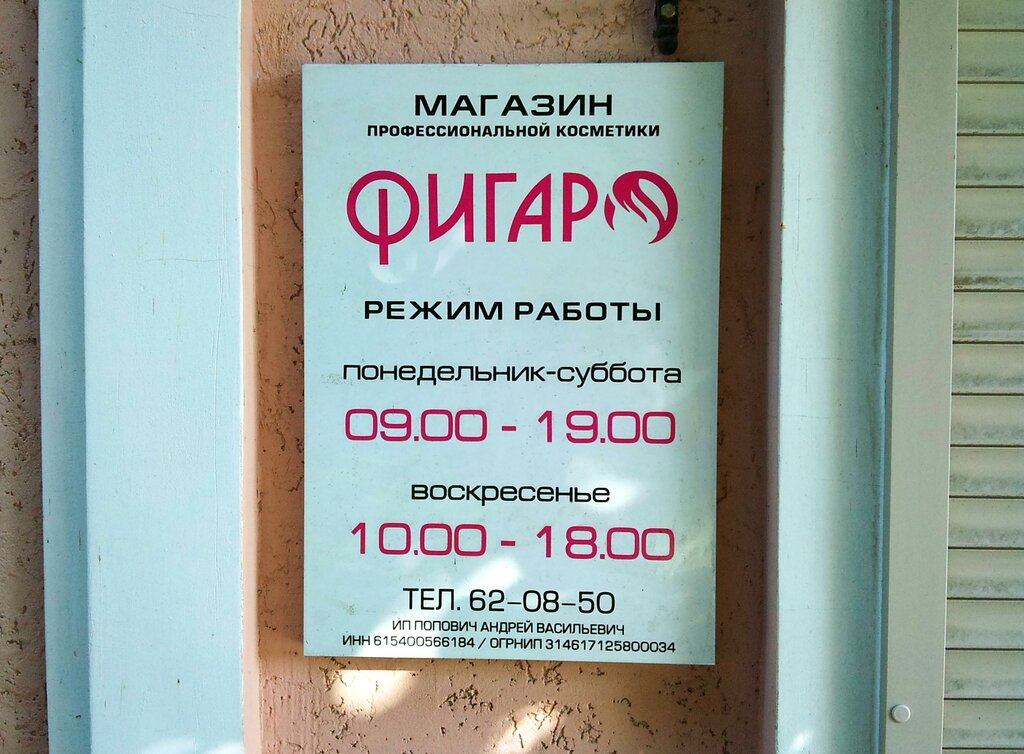 МАГАЗИН
ПРОФЕССИОНАЛЬНОЙ КОСМЕТИКИ
ФИГАРО
РЕЖИМ РАБОТЫ
понедельник-суббота
09.00 - 19.00
воскресенье
10.00 - 18.00
ТЕЛ. 62-08-50
ИП ПОПОВИЧ АНДРЕЙ ВАСИЛЬЕВИЧ
ИНН 615400566184 / ОГРНИП 314617125800034